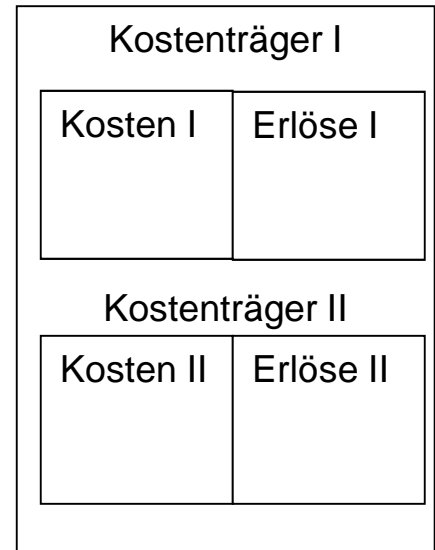 Kostenträger I
Kosten I Erlöse I
Kostenträger II
Kosten II Erlöse II